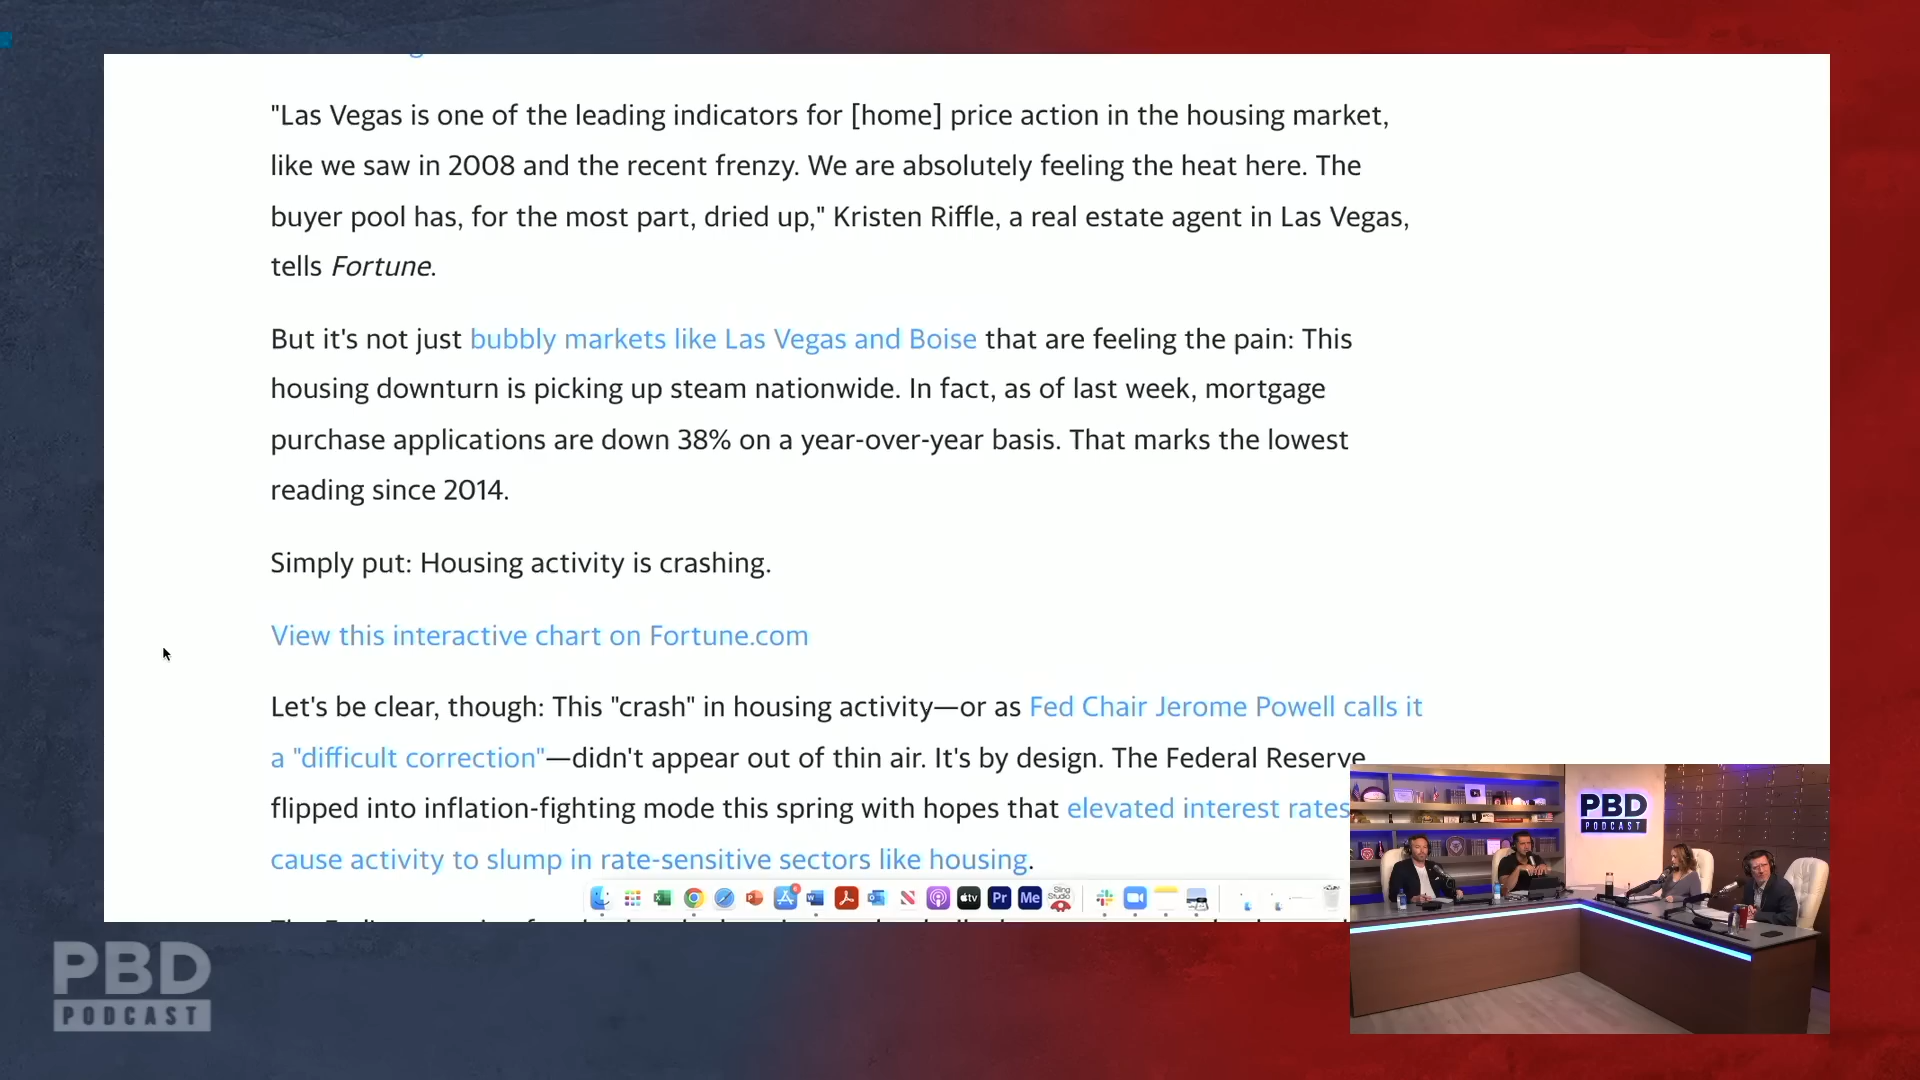 "Las Vegas is one of the leading indicators for [home] price action in the housing market,
like we saw in 2008 and the recent frenzy. We are absolutely feeling the heat here. The
buyer pool has, for the most part, dried up," Kristen Riffle, a real estate agent in Las Vegas,
tells Fortune.
But it's not just bubbly markets like Las Vegas and Boise that are feeling the pain: This
housing downturn is picking up steam nationwide. In fact, as of last week, mortgage
purchase applications are down 38% on a year-over-year basis. That marks the lowest
reading since 2014.
Simply put: Housing activity is crashing.
View this interactive chart on Fortune.com
Let's be clear, though: This "crash" in housing activity—or as Fed Chair Jerome Powell calls it
a "difficult correction"—didn't appear out of thin air. It's by design. The Federal Reserve
flipped into inflation-fighting mode this spring with hopes that elevated interest rates
cause activity to slump in rate-sensitive sectors like housing.
tv
Pr
Me
Sling
Studio
PBD
PODCAST
PBD
PODCAST